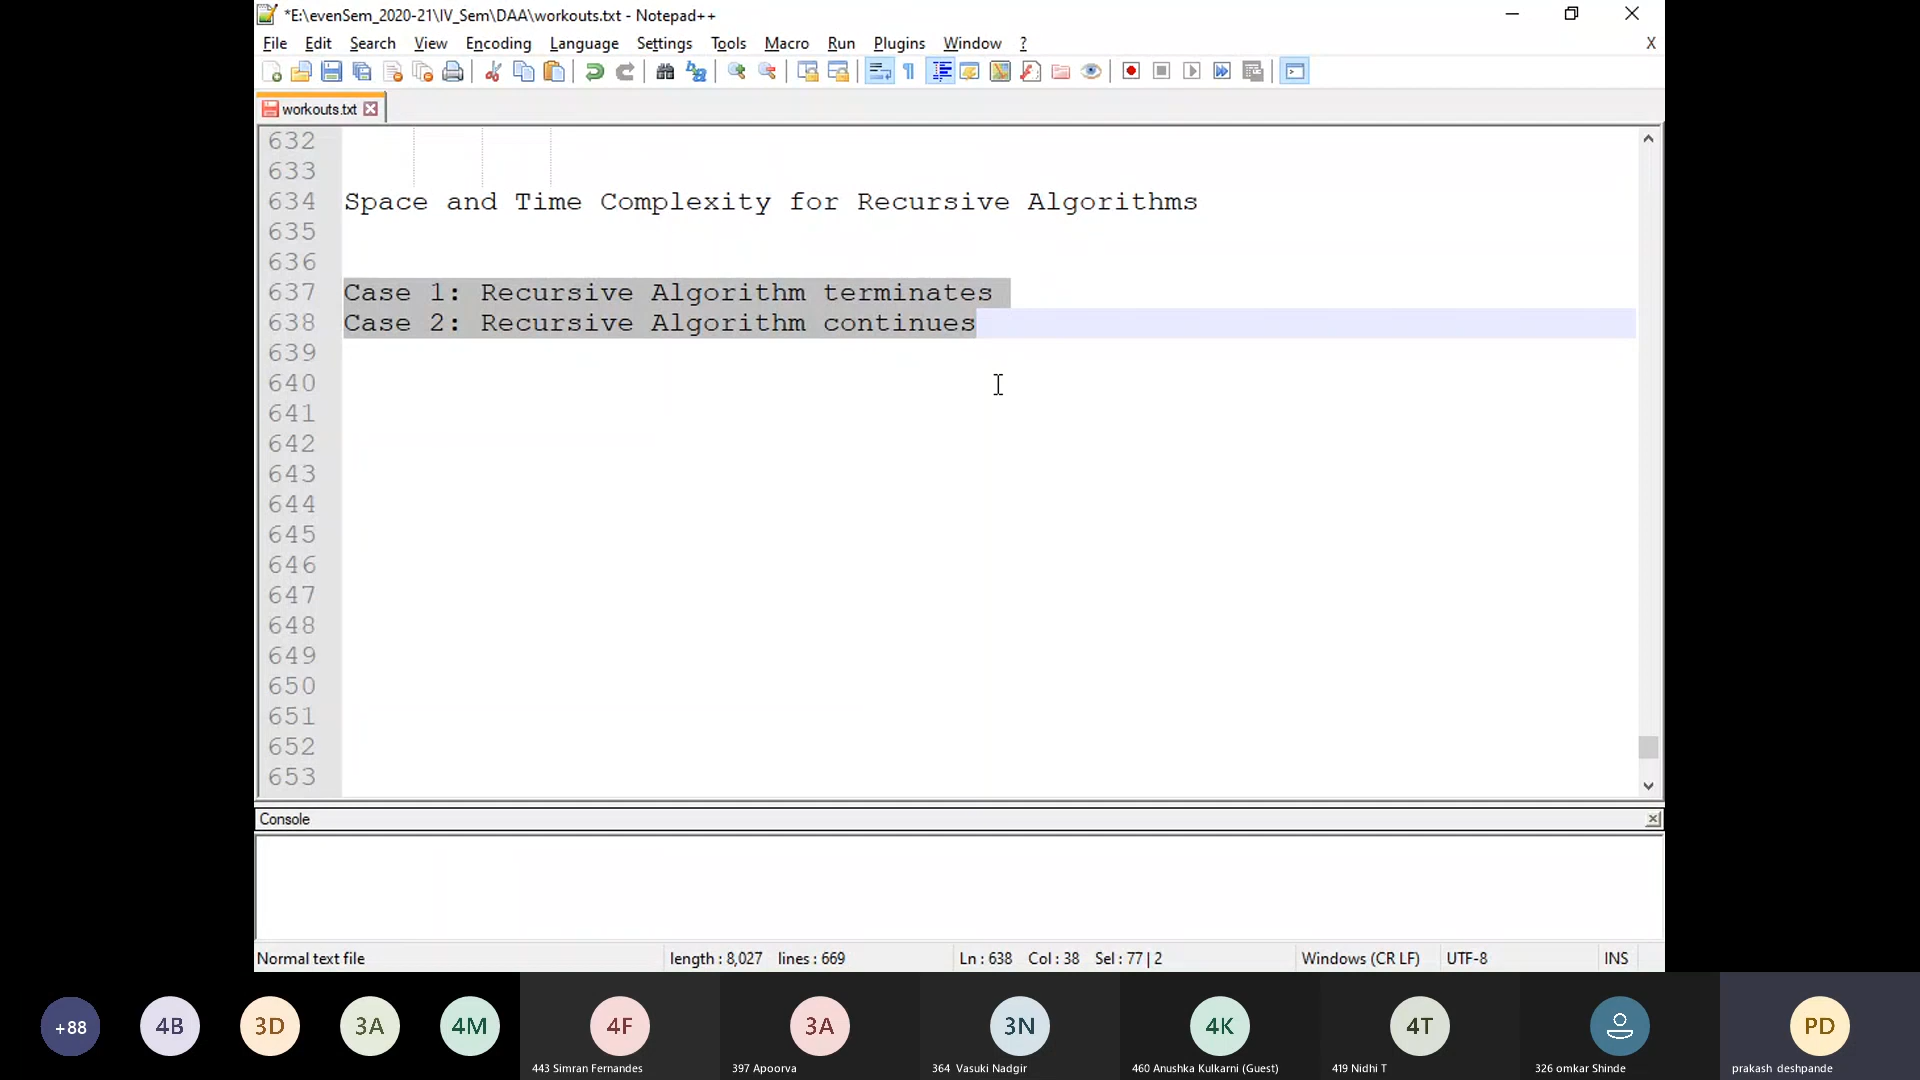 *E:\evenSem_2020-21\IV_Sem\DAA\workouts.txt - Notepad++
File Edit Search View Encoding Language Settings Tools Macro Run Plugins Window ? X
workouts.txt
632
633
634 Space and Time Complexity for Recursive Algorithms
635
636
637 Case 1: Recursive Algorithm terminates
638 Case 2: Recursive Algorithm continues
639
640
641
642
643
644
645
646
647
648
649
650
651
652
653
Console
Normal text file length : 8,027 lines : 669 Ln : 638 Col : 38 Sel : 77 | 2 Windows (CR LF) UTF-8 INS
+88 4B 3D 3A 4M 4F 3A 3N 4K 4T PD
443 Simran Fernandes 397 Apoorva 364 Vasuki Nadgir 460 Anushka Kulkarni (Guest) 419 Nidhi T 326 omkar Shinde prakash deshpande